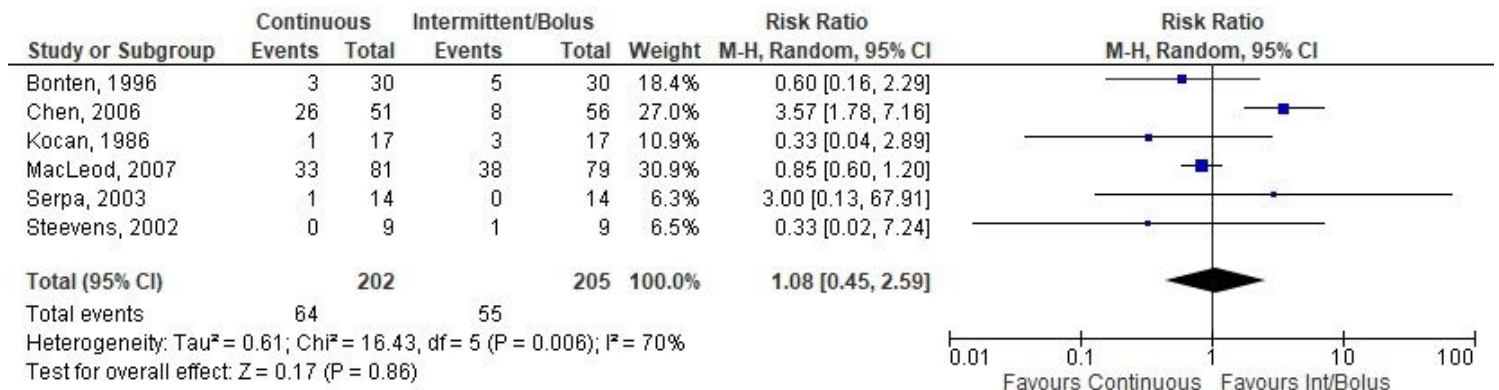 Continuous Intermittent/Bolus Risk Ratio Risk Ratio
Study or Subgroup Events Total Events Total Weight M-H, Random, 95% CI M-H, Random, 95% CI
Bonten, 1996 3 30 5 30 18.4% 0.60 [0.16, 2.29]
Chen, 2006 26 51 8 56 27.0% 3.57 [1.78, 7.16]
Kocan, 1986 1 17 3 17 10.9% 0.33 [0.04, 2.89]
MacLeod, 2007 33 81 38 79 30.9% 0.85 [0.60, 1.20]
Serpa, 2003 1 14 0 14 6.3% 3.00 [0.13, 67.91]
Steevens, 2002 0 9 1 9 6.5% 0.33 [0.02, 7.24]
Total (95% CI) 202 205 100.0% 1.08 [0.45, 2.59]
Total events 64 55
Heterogeneity: Tau² = 0.61; Chi² = 16.43, df = 5 (P = 0.006); I² = 70%
Test for overall effect: Z = 0.17 (P = 0.86)
0.01 0.1 1 10 100
Favours Continuous Favours Int/Bolus